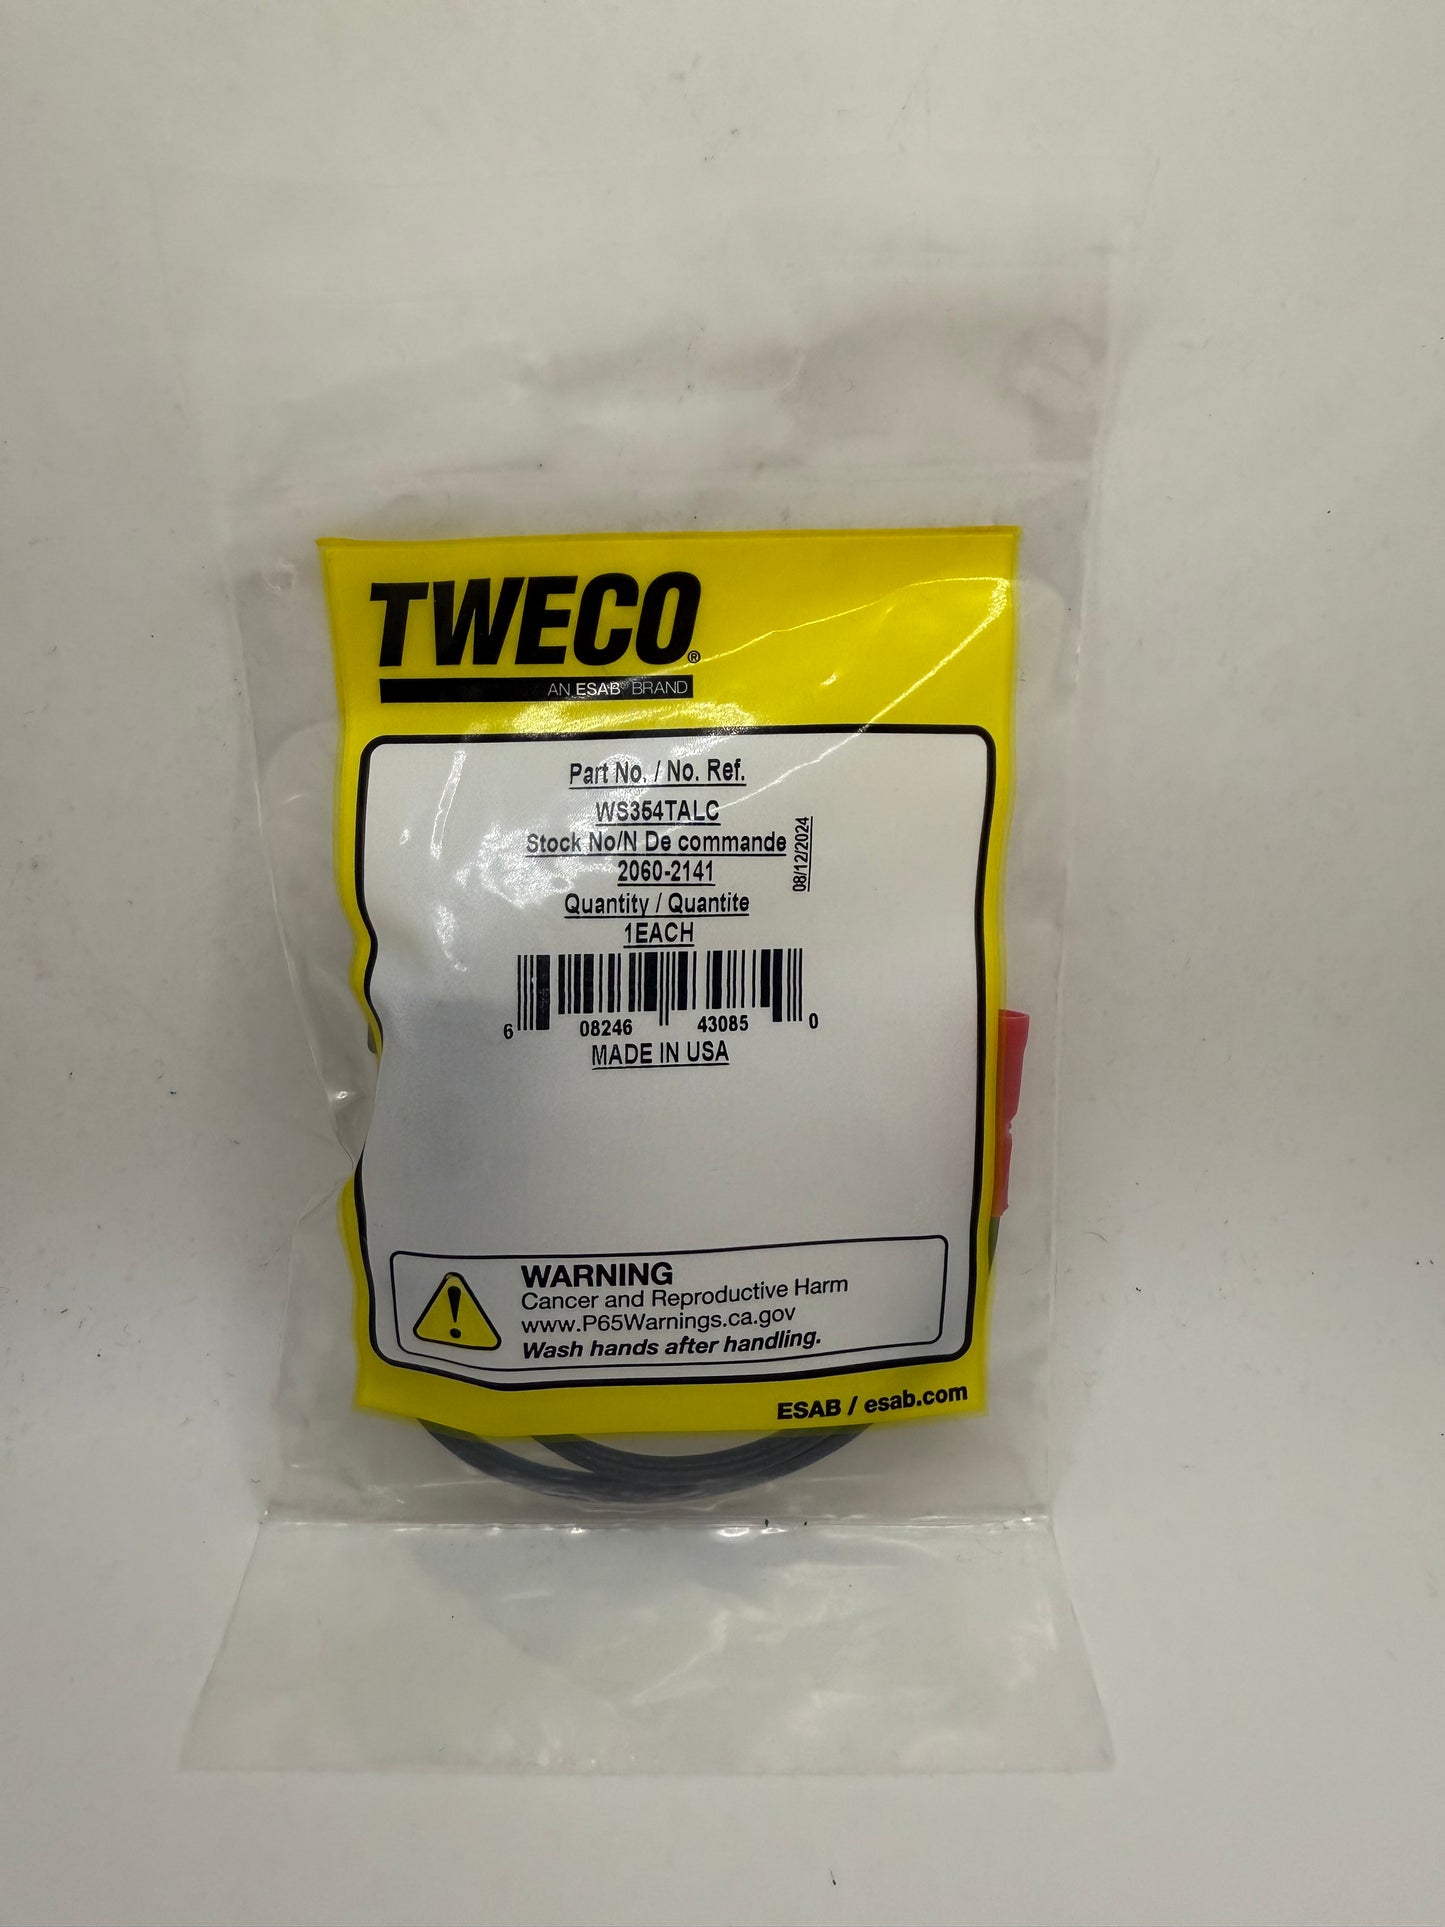 TWECO®
AN ESAB® BRAND
Part No. / No. Ref.
WS354TALC
Stock No/N De commande
2060-2141
Quantity / Quantite
1EACH
08/12/2024
6 08246 43085 0
MADE IN USA
WARNING
Cancer and Reproductive Harm
www.P65Warnings.ca.gov
Wash hands after handling.
ESAB / esab.com